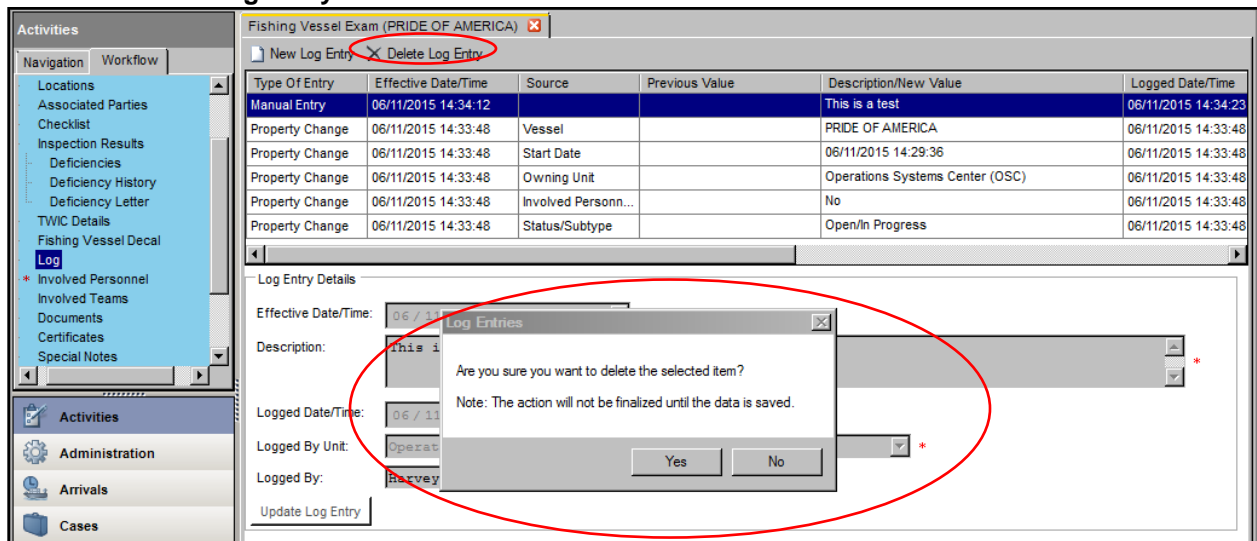 Activities
Navigation Workflow
Locations
Associated Parties
Checklist
Inspection Results
Deficiencies
Deficiency History
Deficiency Letter
TWIC Details
Fishing Vessel Decal
Log
* Involved Personnel
Involved Teams
Documents
Certificates
Special Notes
Activities
Administration
Arrivals
Cases
Fishing Vessel Exam (PRIDE OF AMERICA)
New Log Entry Delete Log Entry
Type Of Entry Effective Date/Time Source Previous Value Description/New Value Logged Date/Time
Manual Entry 06/11/2015 14:34:12 This is a test 06/11/2015 14:34:23
Property Change 06/11/2015 14:33:48 Vessel PRIDE OF AMERICA 06/11/2015 14:33:48
Property Change 06/11/2015 14:33:48 Start Date 06/11/2015 14:29:36 06/11/2015 14:33:48
Property Change 06/11/2015 14:33:48 Owning Unit Operations Systems Center (OSC) 06/11/2015 14:33:48
Property Change 06/11/2015 14:33:48 Involved Personn... No 06/11/2015 14:33:48
Property Change 06/11/2015 14:33:48 Status/Subtype Open/In Progress 06/11/2015 14:33:48
Log Entry Details
Effective Date/Time: 06 / 11
Description: This i *
Logged Date/Time: 06 / 11
Logged By Unit: Operat *
Logged By: Harvey
Update Log Entry
Log Entries
Are you sure you want to delete the selected item?
Note: The action will not be finalized until the data is saved.
Yes No